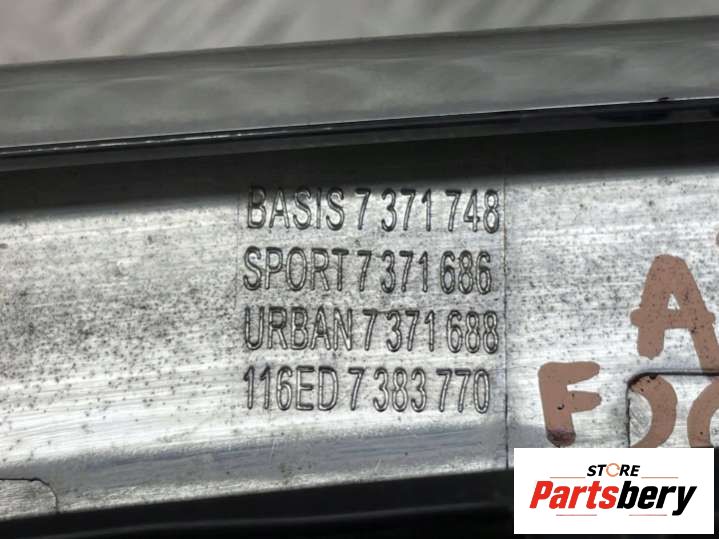 BASIS 7 371 748
SPORT 7 371 686
URBAN 7 371 688
116ED 7 383 770
A
STORE
Partsbery